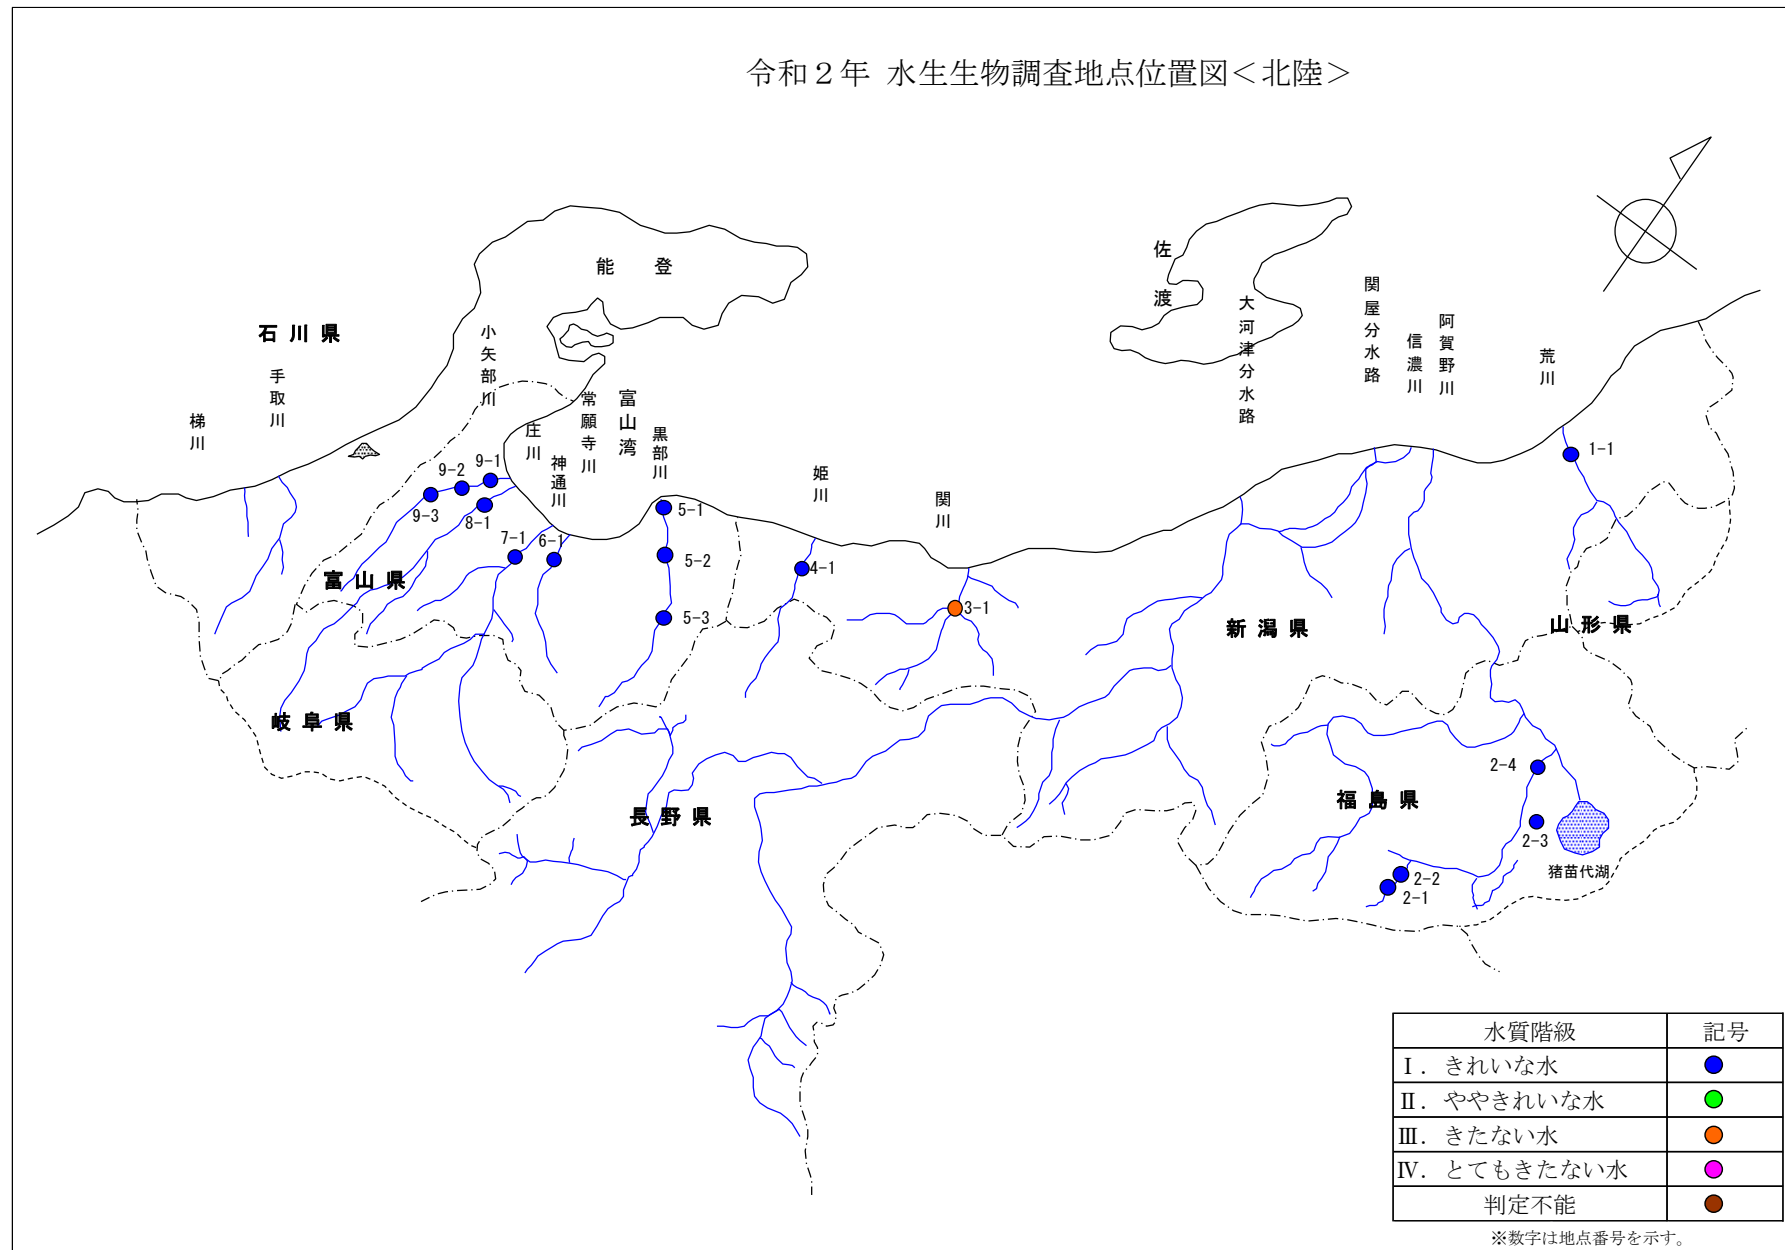 令和２年 水生生物調査地点位置図＜北陸＞
能 登
佐渡
石川県
小矢部川
手取川
梯川
常願寺川
富山湾
庄川
神通川
黒部川
姫川
関川
大河津分水路
関屋分水路
信濃川
阿賀野川
荒川
1-1
9-1
9-2
9-3
8-1
7-1
6-1
5-1
5-2
5-3
4-1
3-1
富山県
新潟県
山形県
岐阜県
長野県
福島県
2-4
2-3
猪苗代湖
2-2
2-1
水質階級 記号
Ⅰ．きれいな水
Ⅱ．ややきれいな水
Ⅲ．きたない水
Ⅳ．とてもきたない水
判定不能
※数字は地点番号を示す。